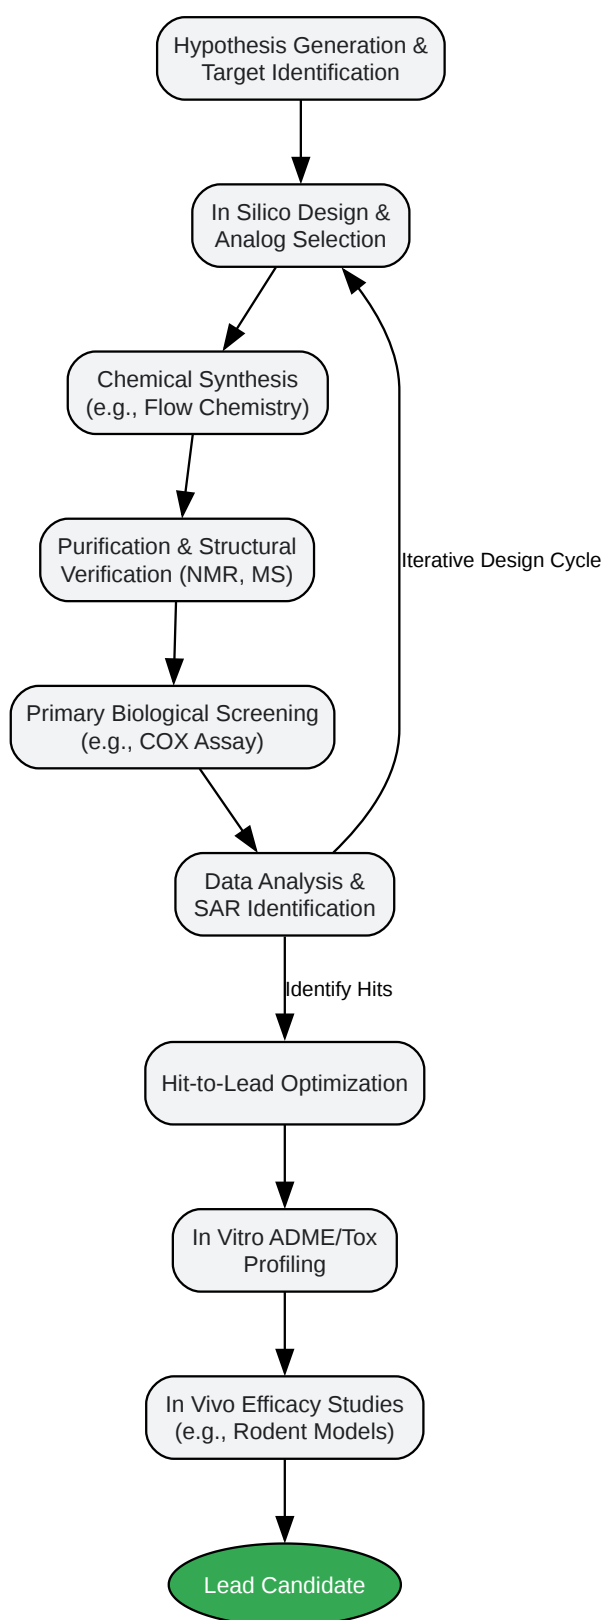 Hypothesis Generation &
Target Identification
In Silico Design &
Analog Selection
Chemical Synthesis
(e.g., Flow Chemistry)
Purification & Structural
Verification (NMR, MS)
Iterative Design Cycle
Primary Biological Screening
(e.g., COX Assay)
Data Analysis &
SAR Identification
Identify Hits
Hit-to-Lead Optimization
In Vitro ADME/Tox
Profiling
In Vivo Efficacy Studies
(e.g., Rodent Models)
Lead Candidate